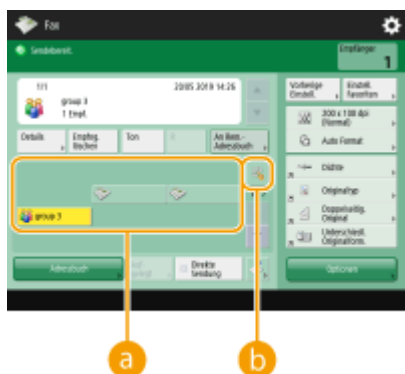 Fax
Sendebereit.
Empfänger
1
1/1
20/05 2019 14:26
group 3
1 Empf.
Details
Empfng. löschen
Ton
An Rem.-
Adressbuch
group 3
Adressbuch
Direkte
Sendung
Vorherige
Einstell.
Einstell.
Favoriten
200 x 100 dpi
(Normal)
Auto Format
Dichte
Originaltyp
Doppelseitig.
Original
Unterschiedl.
Originalform.
Optionen
a
b